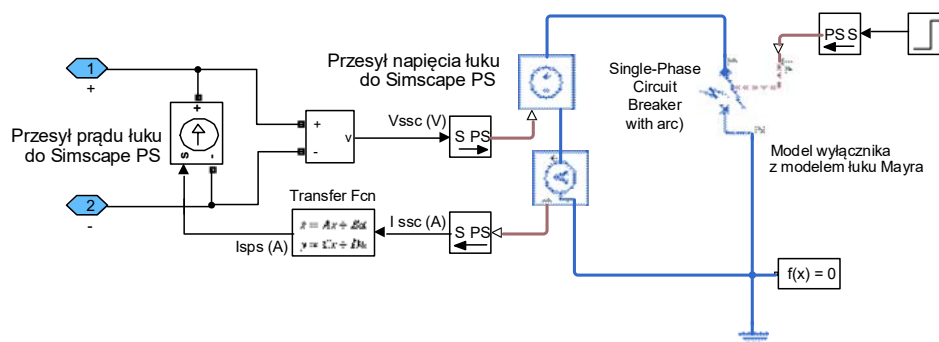 1
+
+
s
-
Przesył prądu łuku
do Simscape PS
2
-
+
-
v
Przesył napięcia łuku
do Simscape PS
Vssc (V)
S PS
Transfer Fcn
Isps (A)
I ssc (A)
S PS
A
Single-Phase
Circuit
Breaker
with arc)
PS S
Model wyłącznika
z modelem łuku Mayra
f(x) = 0